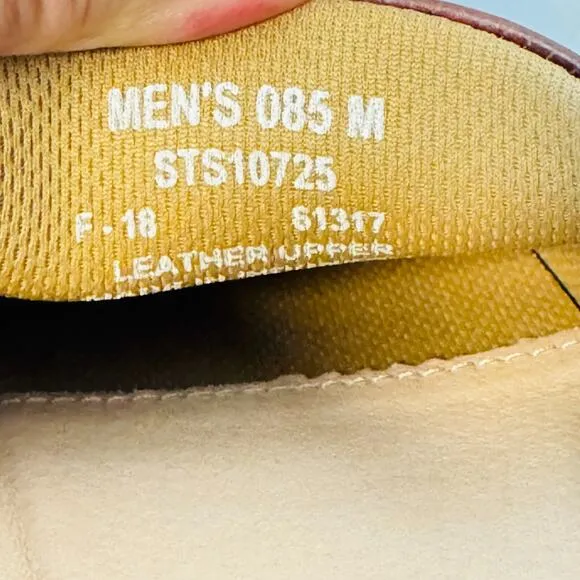 MEN'S 085 M
STS10725
F - 18 61317
LEATHER UPPER